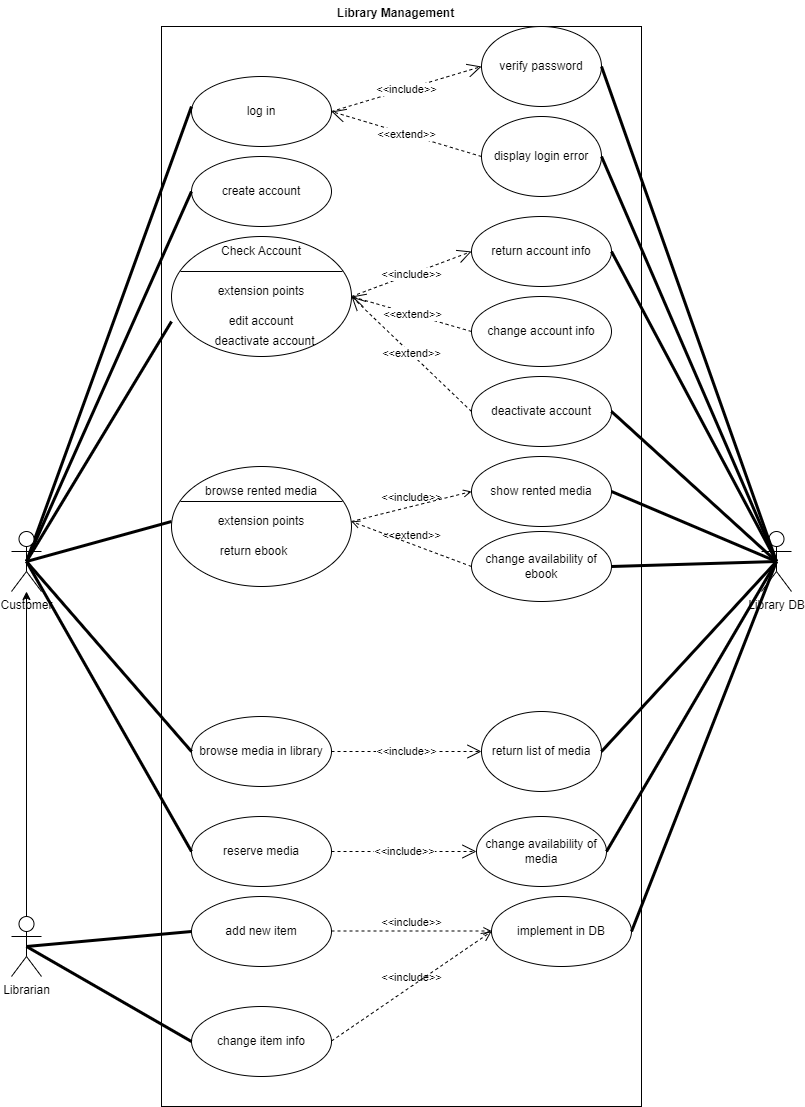 Library Management
verify password
<<include>>
log in
<<extend>>
display login error
create account
Check Account
return account info
<<include>>
extension points
<<extend>>
edit account
change account info
deactivate account
<<extend>>
deactivate account
browse rented media
<<include>>
show rented media
extension points
<<extend>>
return ebook
change availability of
ebook
Customer
Library DB
browse media in library
<<include>>
return list of media
reserve media
<<include>>
change availability of
media
<<include>>
add new item
implement in DB
<<include>>
Librarian
change item info